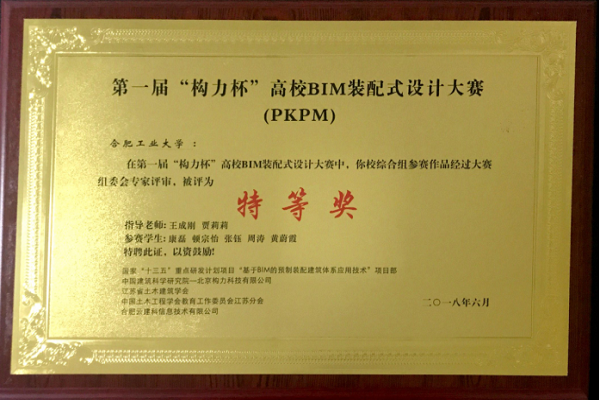 第一届“构力杯”高校BIM装配式设计大赛
(PKPM)
合肥工业大学：
在第一届“构力杯”高校BIM装配式设计大赛中，你校综合组参赛作品经过大赛
组委会专家评审，被评为
特等奖
指导老师: 王成刚 贾莉莉
参赛学生: 康磊 顿宗怡 张钰 周涛 黄蔚霞
特聘此证，以资鼓励!
国家“十三五”重点研发计划项目“基于BIM的预制装配建筑体系应用技术”项目部
中国建筑科学研究院—北京构力科技有限公司
江苏省土木建筑学会
中国土木工程学会教育工作委员会江苏分会
合肥云建科信息技术有限公司
二〇一八年六月